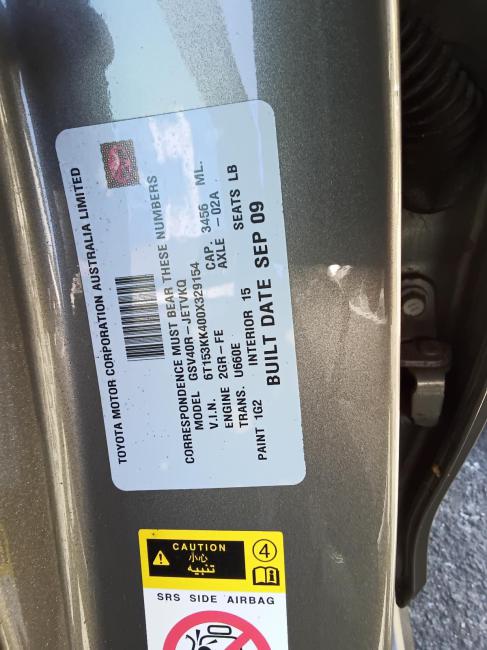 TOYOTA MOTOR CORPORATION AUSTRALIA LIMITED
CORRESPONDENCE MUST BEAR THESE NUMBERS
MODEL GSV40R-JETVKQ
V.I.N. 6T153KK400X329154
ENGINE 2GR-FE CAP. 3456 ML.
TRANS. U660E AXLE -02A
PAINT 1G2 INTERIOR 15 SEATS LB
BUILT DATE SEP 09
CAUTION
小心
تنبيه
4
SRS SIDE AIRBAG